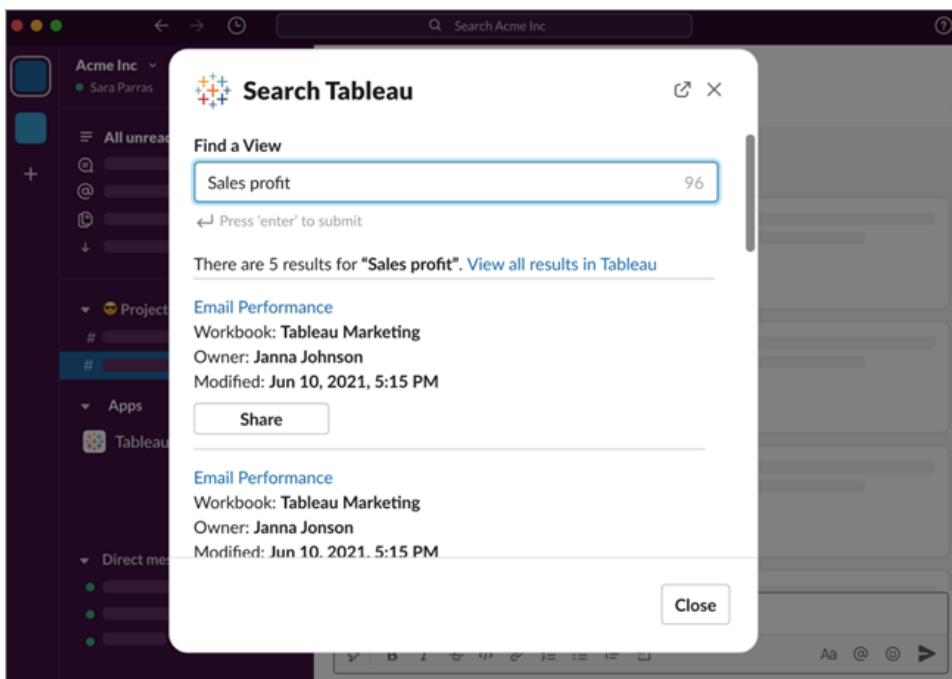 Search Acme Inc
Acme Inc
Sara Parras
All unread
Project
#
#
Apps
Tableau
Direct mes
Search Tableau
Find a View
Sales profit 96
Press 'enter' to submit
There are 5 results for “Sales profit”. View all results in Tableau
Email Performance
Workbook: Tableau Marketing
Owner: Janna Johnson
Modified: Jun 10, 2021, 5:15 PM
Share
Email Performance
Workbook: Tableau Marketing
Owner: Janna Jonson
Modified: Jun 10, 2021, 5:15 PM
Close
B I
Aa @